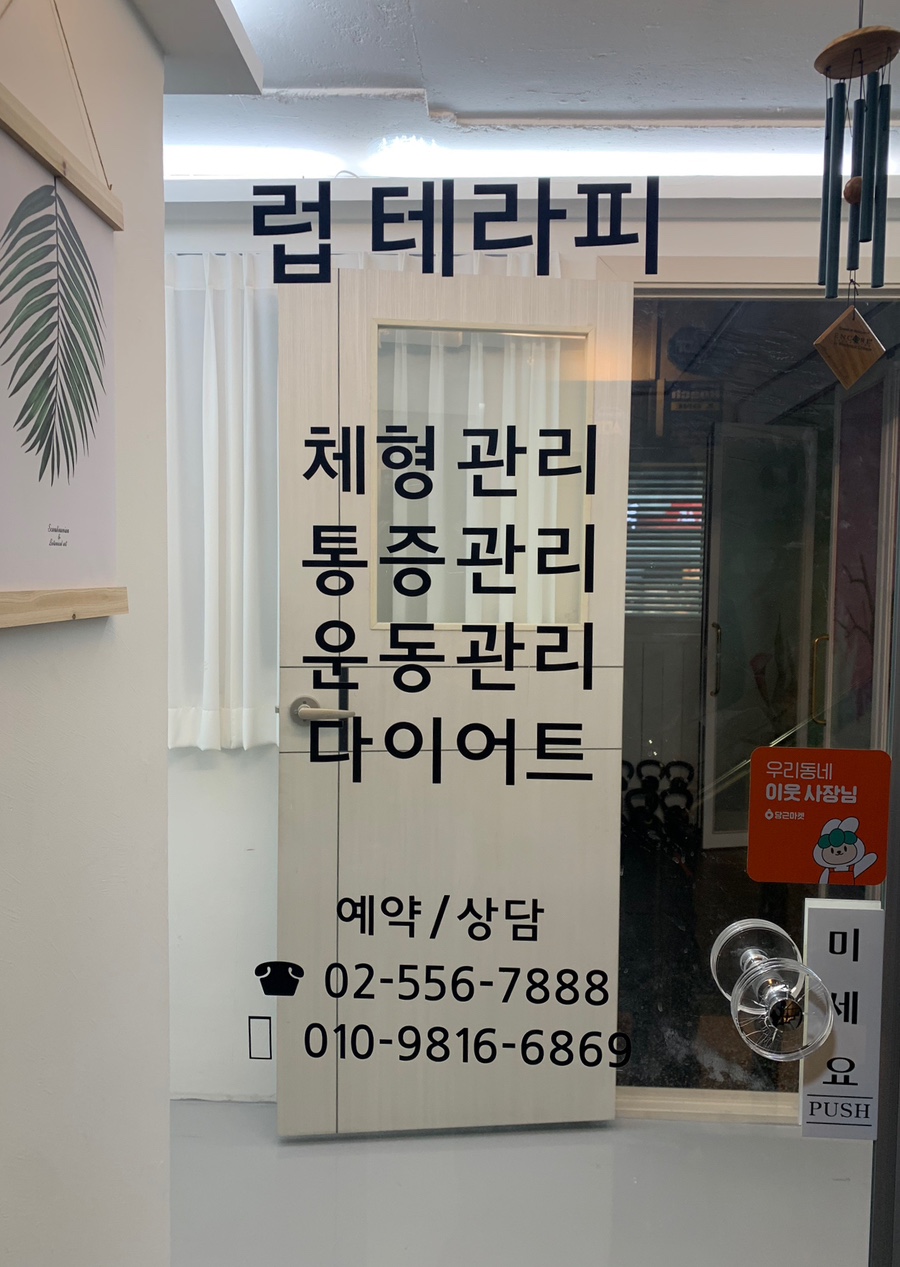 럽 테라피
체형관리
통증관리
운동관리
다이어트
예약/상담
☎ 02-556-7888
010-9816-6869
우리동네
이웃 사장님
당근마켓
미
세
요
PUSH